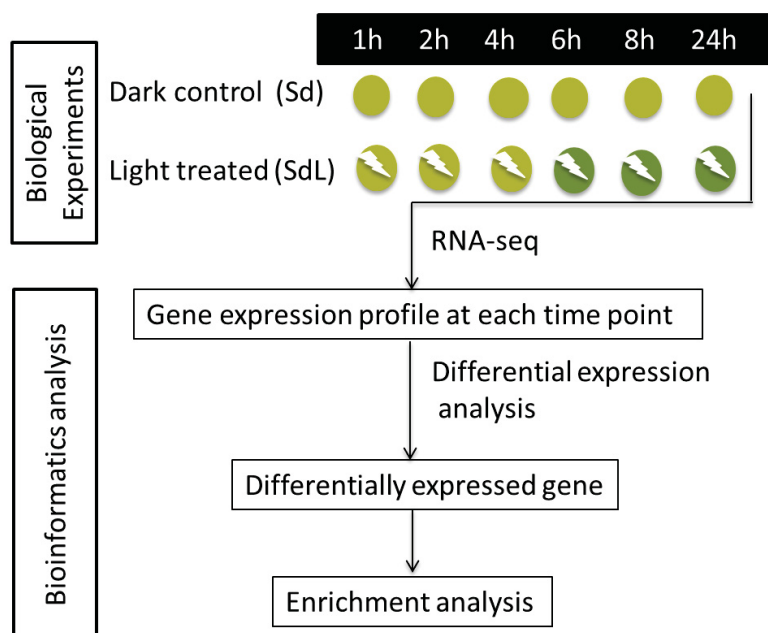 1h 2h 4h 6h 8h 24h
Biological
Experiments
Dark control (Sd)
Light treated (SdL)
RNA-seq
Bioinformatics analysis
Gene expression profile at each time point
Differential expression
analysis
Differentially expressed gene
Enrichment analysis